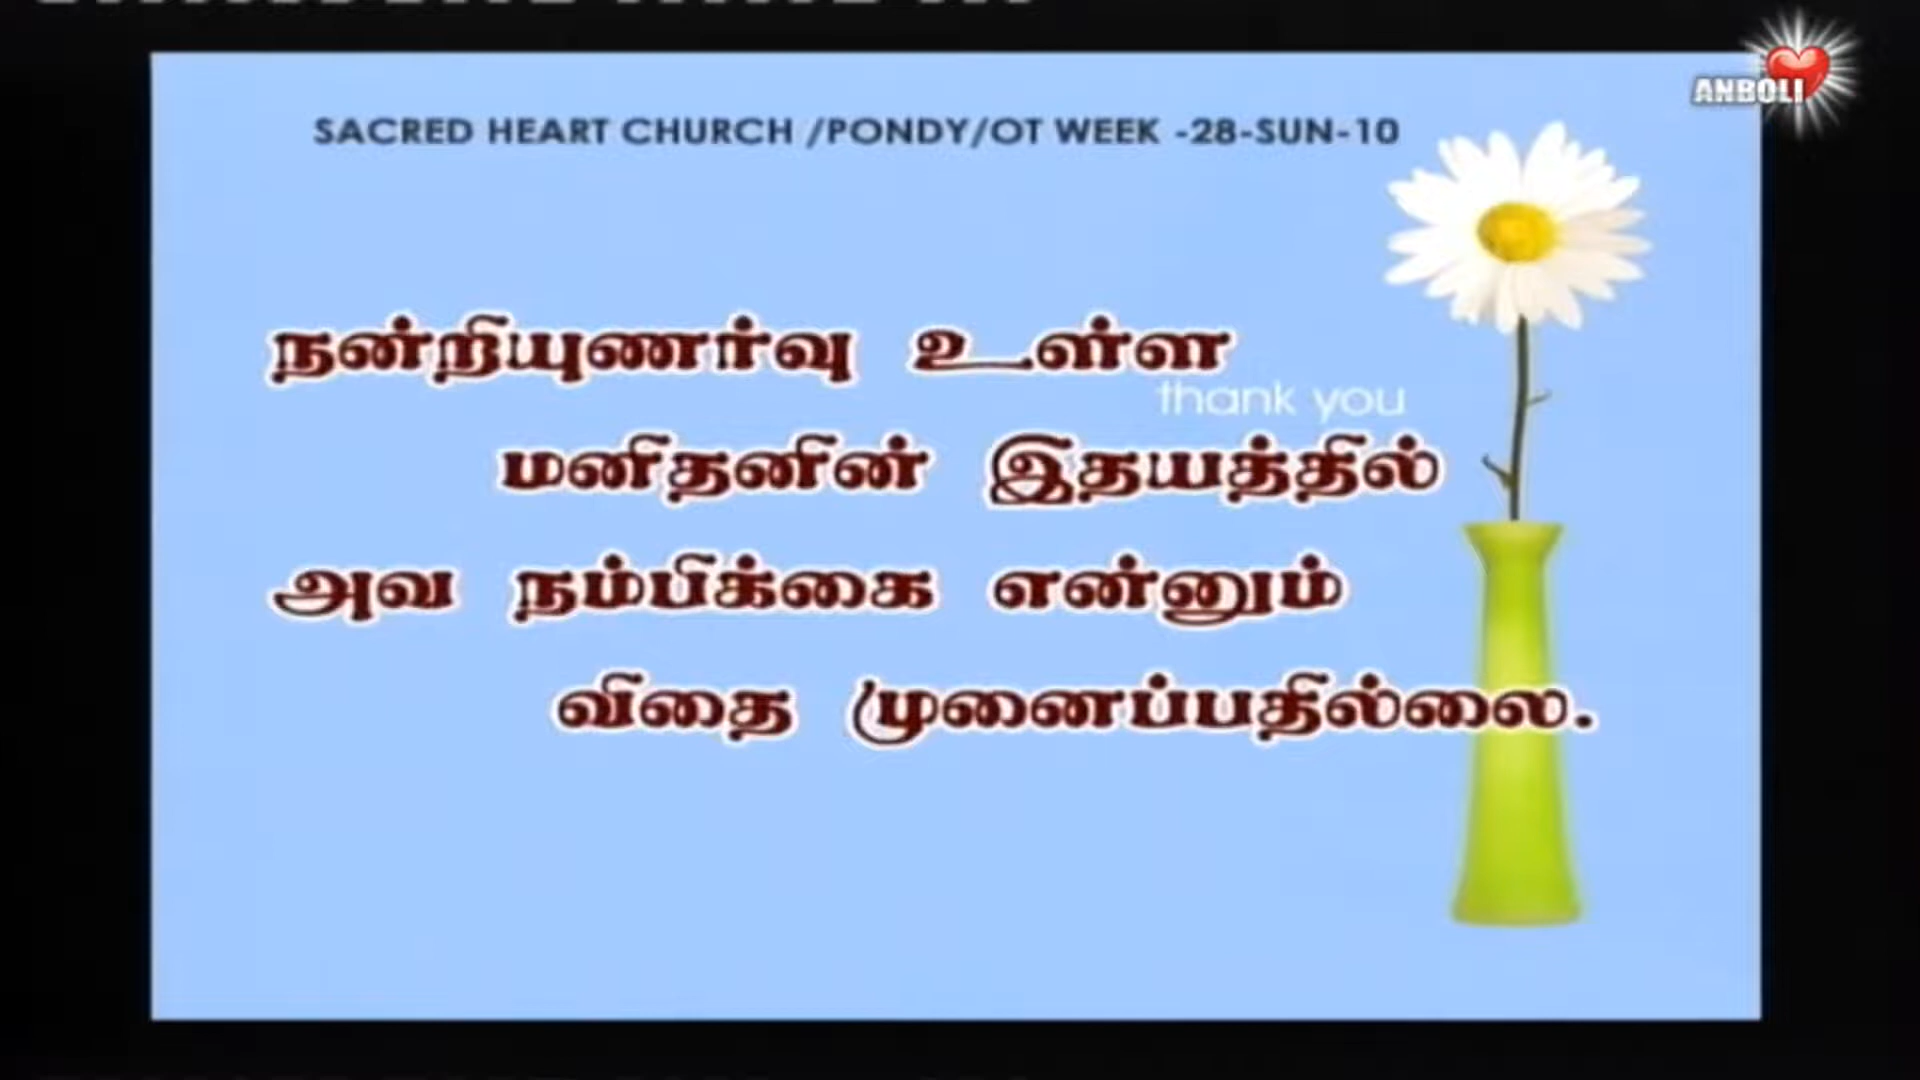 ANBOLI
SACRED HEART CHURCH /PONDY/OT WEEK -28-SUN-10
நன்றியுணர்வு உள்ள
thank you
மனிதனின் இதயத்தில்
அவ நம்பிக்கை என்னும்
விதை முனைப்பதில்லை.